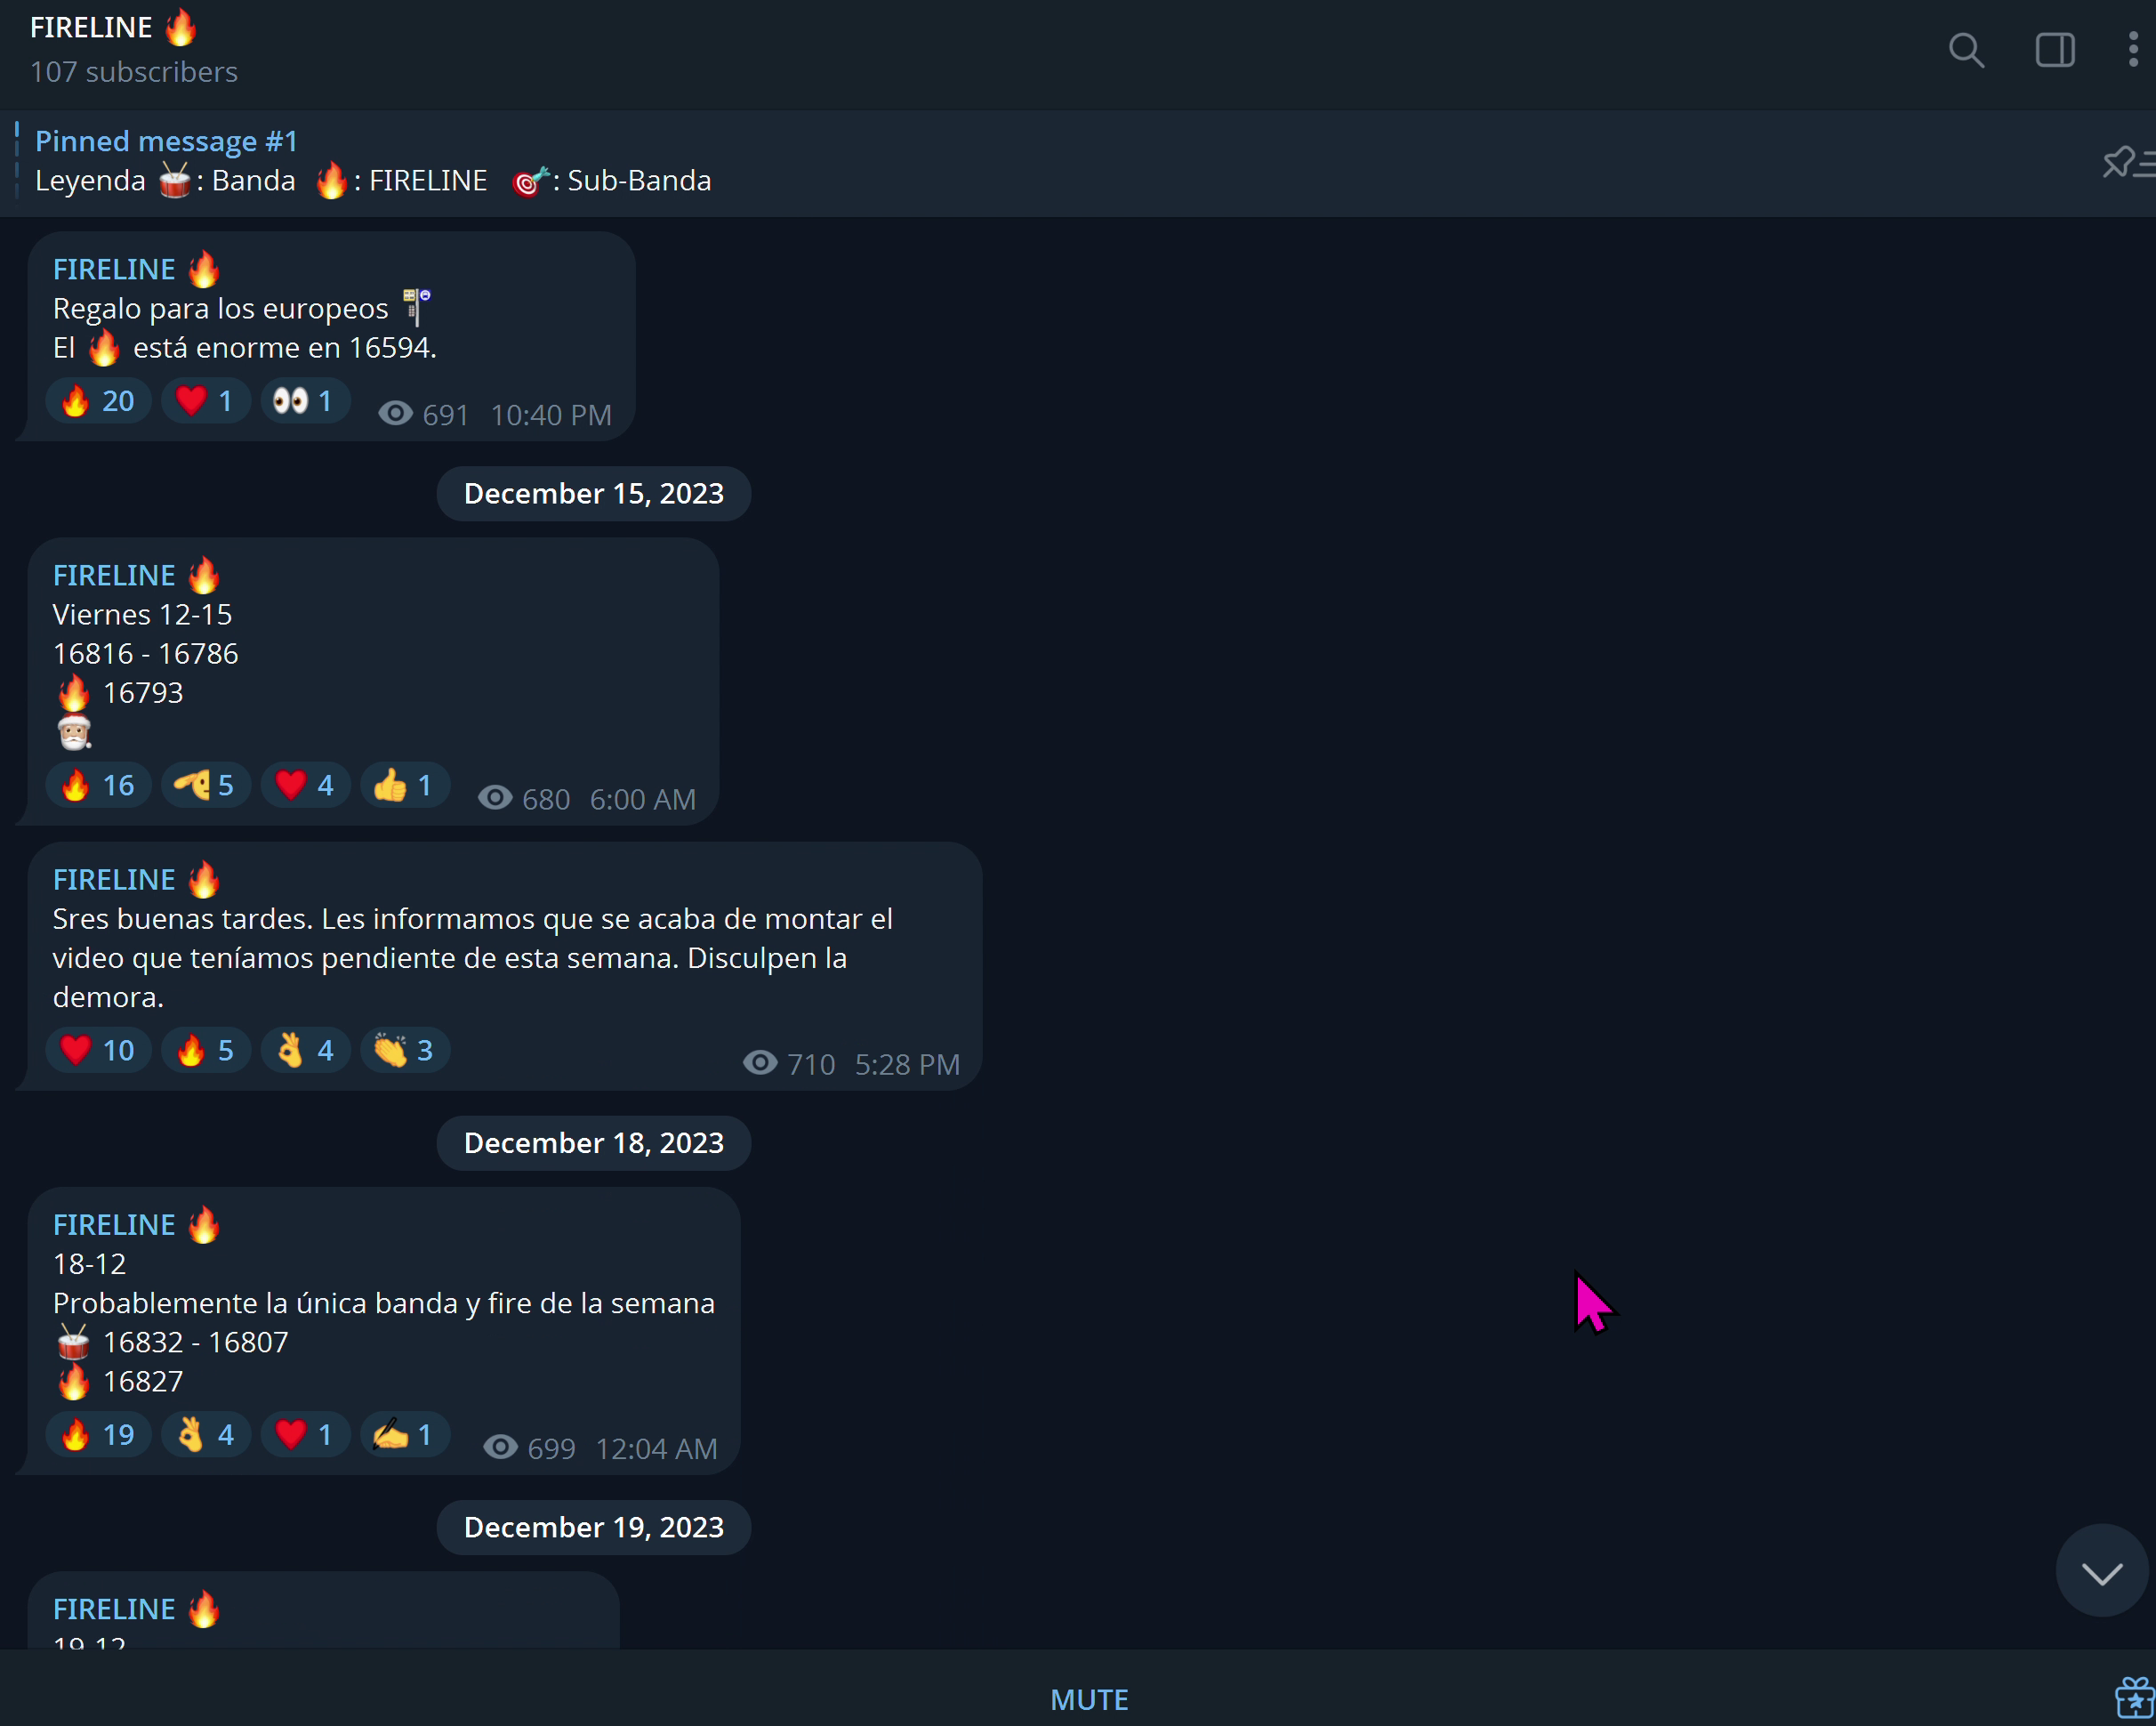 FIRELINE 🔥
107 subscribers
Pinned message #1
Leyenda 🥁: Banda 🔥: FIRELINE 🎯: Sub-Banda
FIRELINE 🔥
Regalo para los europeos 🚏
El 🔥 está enorme en 16594.
🔥 20 ❤️ 1 👀 1 691 10:40 PM
December 15, 2023
FIRELINE 🔥
Viernes 12-15
16816 - 16786
🔥 16793
🎅🏼
🔥 16 🫡 5 ❤️ 4 👍 1 680 6:00 AM
FIRELINE 🔥
Sres buenas tardes. Les informamos que se acaba de montar el
video que teníamos pendiente de esta semana. Disculpen la
demora.
❤️ 10 🔥 5 👌 4 👏 3 710 5:28 PM
December 18, 2023
FIRELINE 🔥
18-12
Probablemente la única banda y fire de la semana
🥁 16832 - 16807
🔥 16827
🔥 19 👌 4 ❤️ 1 ✍️ 1 699 12:04 AM
December 19, 2023
FIRELINE 🔥
19-12
MUTE